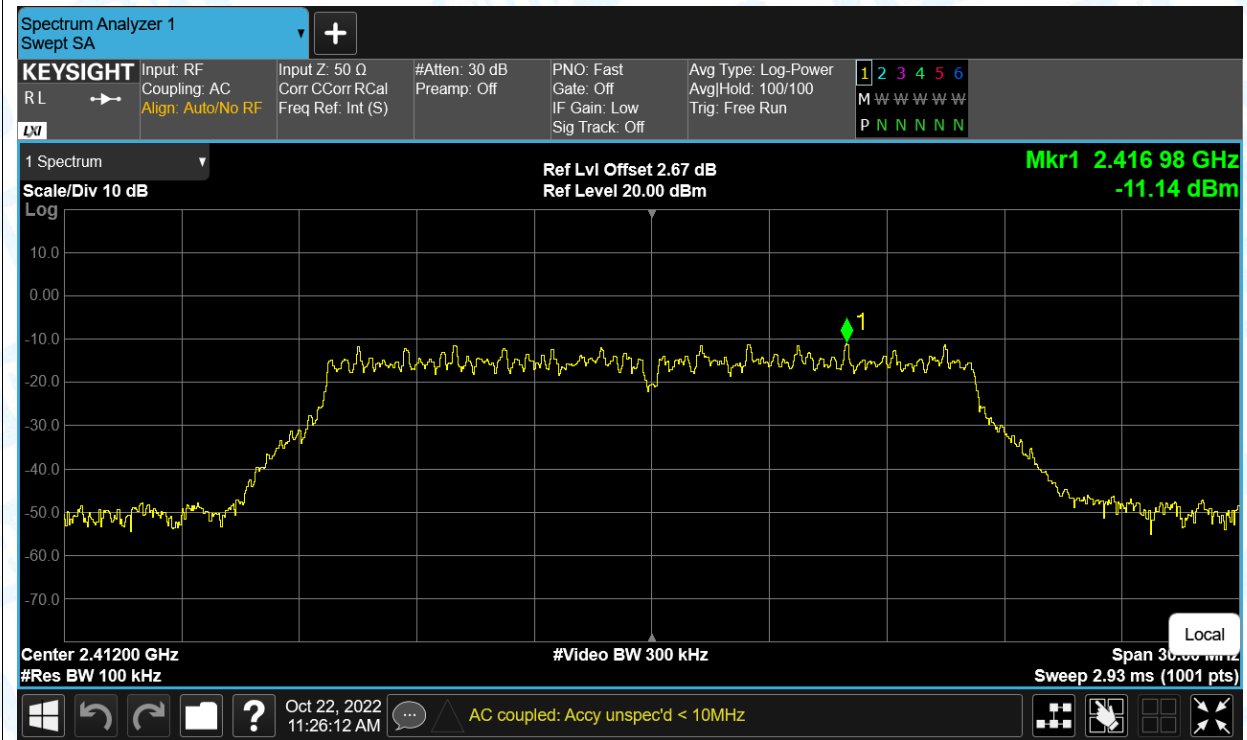 Spectrum Analyzer 1
Swept SA
+
KEYSIGHT
R L
LXI
Input: RF
Coupling: AC
Align: Auto/No RF
Input Z: 50 Ω
Corr CCorr RCal
Freq Ref: Int (S)
#Atten: 30 dB
Preamp: Off
PNO: Fast
Gate: Off
IF Gain: Low
Sig Track: Off
Avg Type: Log-Power
Avg|Hold: 100/100
Trig: Free Run
1 2 3 4 5 6
M W W W W W W
P N N N N N N
1 Spectrum
Scale/Div 10 dB
Log
Ref Lvl Offset 2.67 dB
Ref Level 20.00 dBm
Mkr1 2.416 98 GHz
-11.14 dBm
10.0
0.00
-10.0
-20.0
-30.0
-40.0
-50.0
-60.0
-70.0
1
Local
Center 2.41200 GHz
#Video BW 300 kHz
Span
#Res BW 100 kHz
Sweep 2.93 ms (1001 pts)
?
Oct 22, 2022
11:26:12 AM
AC coupled: Accy unspec'd < 10MHz